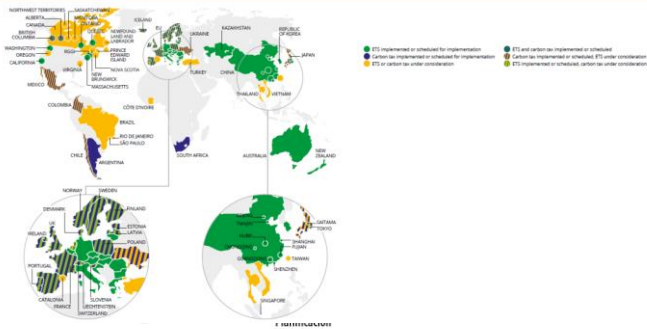 NORTHWEST TERRITORIES
SASKATCHEWAN
ALBERTA
MANITOBA
CANADA
ONTARIO
BRITISH
COLUMBIA
QUÉBEC
NEWFOUND-
LAND AND
LABRADOR
WASHINGTON
OREGON
RGGI
PRINCE
EDWARD
ISLAND
CALIFORNIA
VIRGINIA
NOVA SCOTIA
NEW
BRUNSWICK
MASSACHUSETTS
MEXICO
ICELAND
EU
UKRAINE
KAZAKHSTAN
REPUBLIC
OF KOREA
JAPAN
TURKEY
CHINA
THAILAND
VIETNAM
COLOMBIA
CÔTE D'IVOIRE
BRAZIL
RIO DE JANEIRO
SÃO PAULO
CHILE
ARGENTINA
SOUTH AFRICA
AUSTRALIA
NEW
ZEALAND
ETS implemented or scheduled for implementation
Carbon tax implemented or scheduled for implementation
ETS or carbon tax under consideration
ETS and carbon tax implemented or scheduled
Carbon tax implemented or scheduled, ETS under consideration
ETS implemented or scheduled, carbon tax under consideration
NORWAY
SWEDEN
DENMARK
FINLAND
UK
ESTONIA
LATVIA
IRELAND
POLAND
PORTUGAL
CATALONIA
SLOVENIA
FRANCE
LIECHTENSTEIN
SWITZERLAND
SAITAMA
TOKYO
SHANGHAI
FUJIAN
TAIWAN
SHENZHEN
SINGAPORE
Planificación